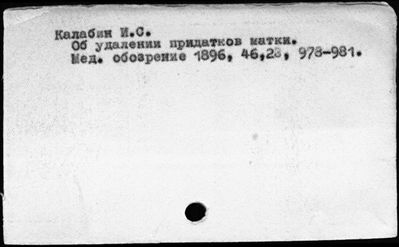 Калабин И.С.
Об удалении придатков матки.
Мед. обозрение 1896, 46,23, 978-981.